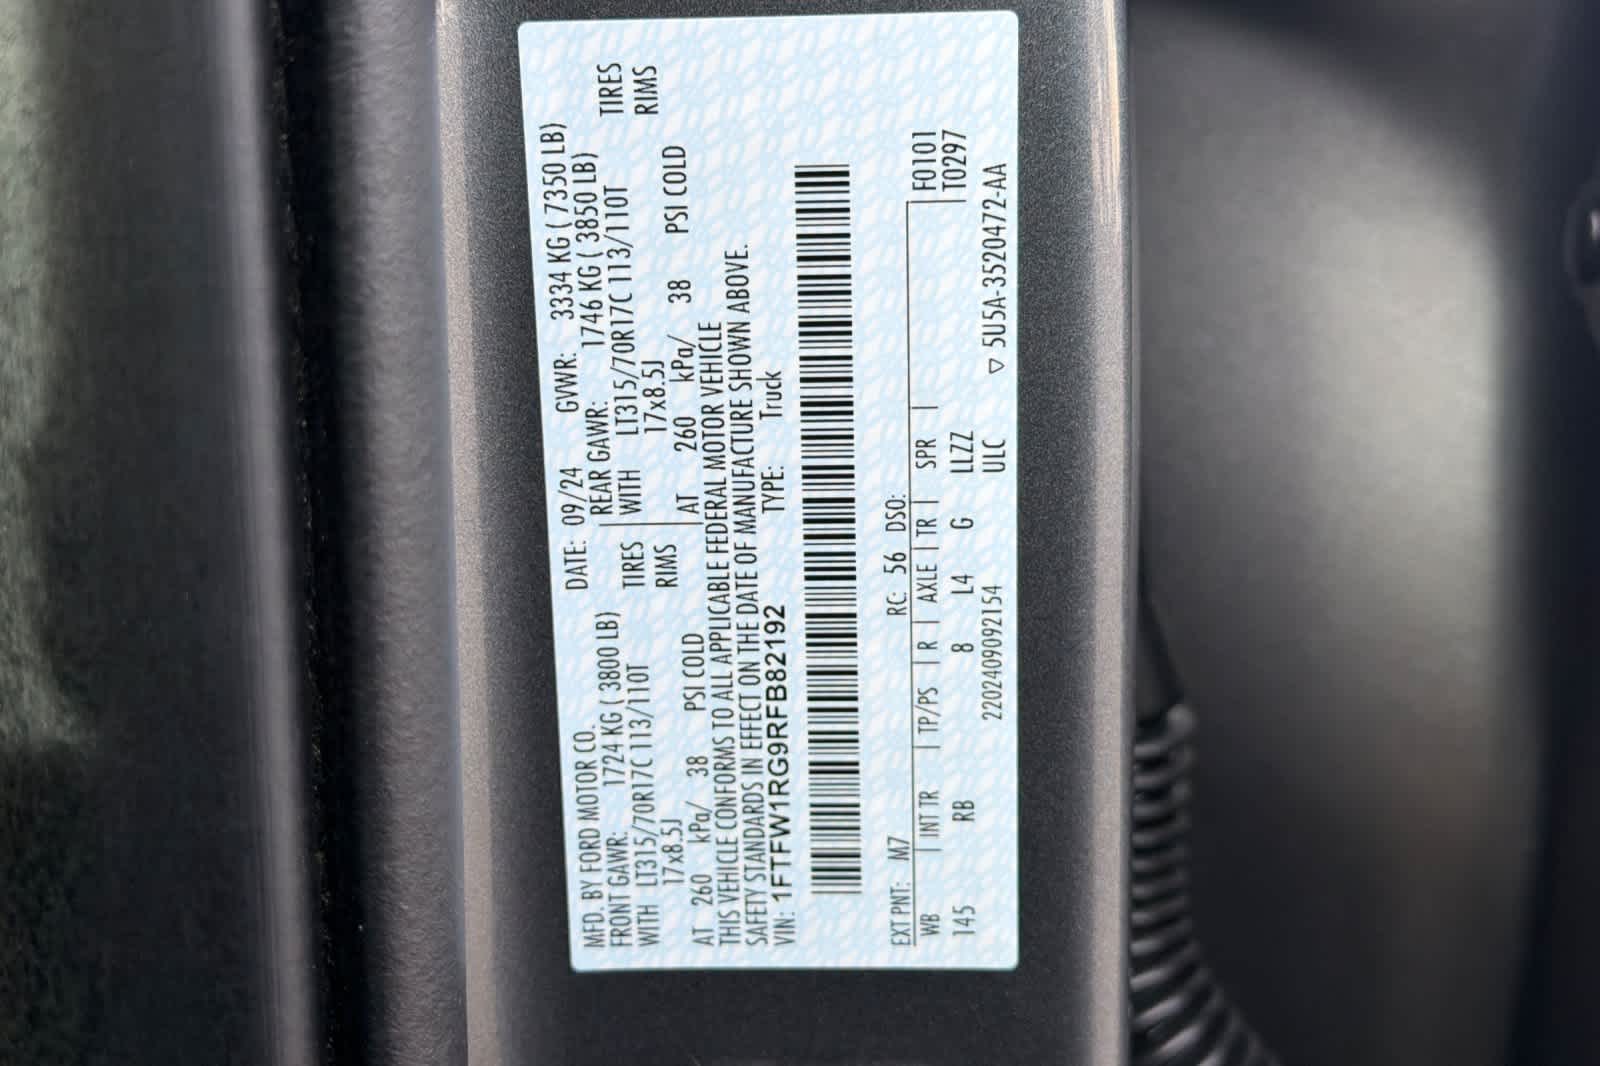 MFD. BY FORD MOTOR CO.
DATE: 09/24 GVWR: 3334 KG ( 7350 LB)
FRONT GAWR: 1724 KG ( 3800 LB)
REAR GAWR: 1746 KG ( 3850 LB)
WITH LT315/70R17C 113/110T TIRES
WITH LT315/70R17C 113/110T TIRES
17x8.5J RIMS
17x8.5J RIMS
AT 260 kPa/ 38 PSI COLD
AT 260 kPa/ 38 PSI COLD
THIS VEHICLE CONFORMS TO ALL APPLICABLE FEDERAL MOTOR VEHICLE
SAFETY STANDARDS IN EFFECT ON THE DATE OF MANUFACTURE SHOWN ABOVE.
VIN: 1FTFW1RG9RFB82192 TYPE: Truck
EXT PNT: M7 RC: 56 DSO:
WB | INT TR | TP/PS | R | AXLE | TR | SPR | F0101
145 RB 8 L4 G LLZZ T0297
2202409092154 ULC ▽ 5U5A-3520472-AA